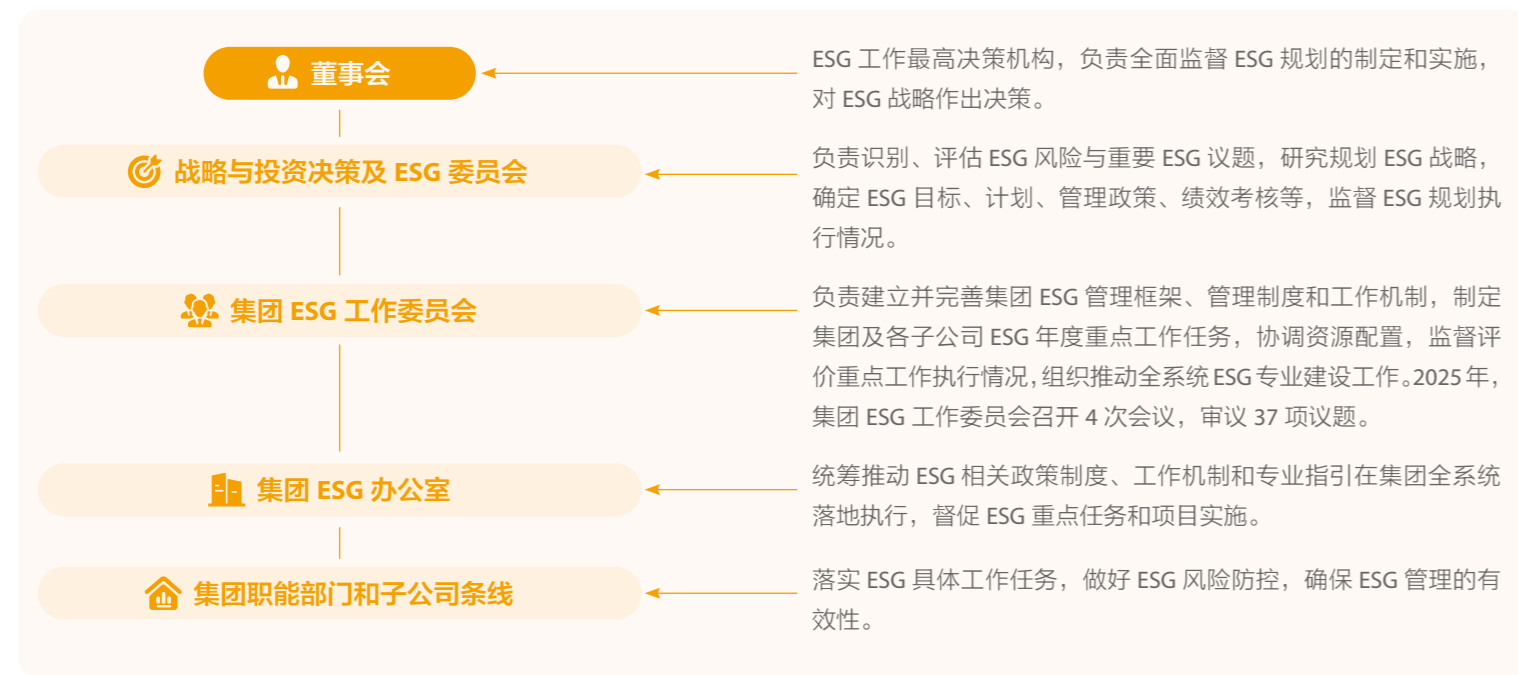 董事会
ESG 工作最高决策机构，负责全面监督 ESG 规划的制定和实施，
对 ESG 战略作出决策。
战略与投资决策及 ESG 委员会
负责识别、评估 ESG 风险与重要 ESG 议题，研究规划 ESG 战略，
确定 ESG 目标、计划、管理政策、绩效考核等，监督 ESG 规划执
行情况。
集团 ESG 工作委员会
负责建立并完善集团 ESG 管理框架、管理制度和工作机制，制定
集团及各子公司 ESG 年度重点工作任务，协调资源配置，监督评
价重点工作执行情况，组织推动全系统 ESG 专业建设工作。2025 年，
集团 ESG 工作委员会召开 4 次会议，审议 37 项议题。
集团 ESG 办公室
统筹推动 ESG 相关政策制度、工作机制和专业指引在集团全系统
落地执行，督促 ESG 重点任务和项目实施。
集团职能部门和子公司条线
落实 ESG 具体工作任务，做好 ESG 风险防控，确保 ESG 管理的有
效性。